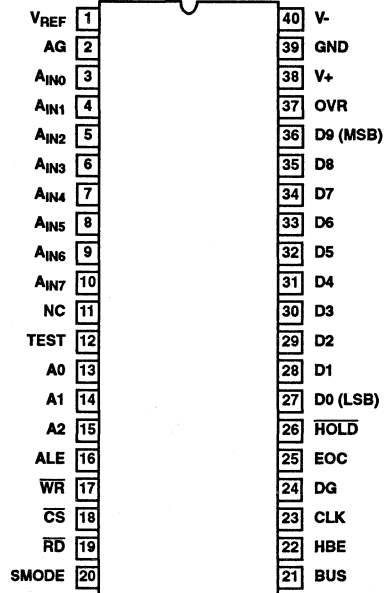 VREF 1 40 V-
AG 2 39 GND
AIN0 3 38 V+
AIN1 4 37 OVR
AIN2 5 36 D9 (MSB)
AIN3 6 35 D8
AIN4 7 34 D7
AIN5 8 33 D6
AIN6 9 32 D5
AIN7 10 31 D4
NC 11 30 D3
TEST 12 29 D2
A0 13 28 D1
A1 14 27 D0 (LSB)
A2 15 26 HOLD
ALE 16 25 EOC
WR 17 24 DG
CS 18 23 CLK
RD 19 22 HBE
SMODE 20 21 BUS